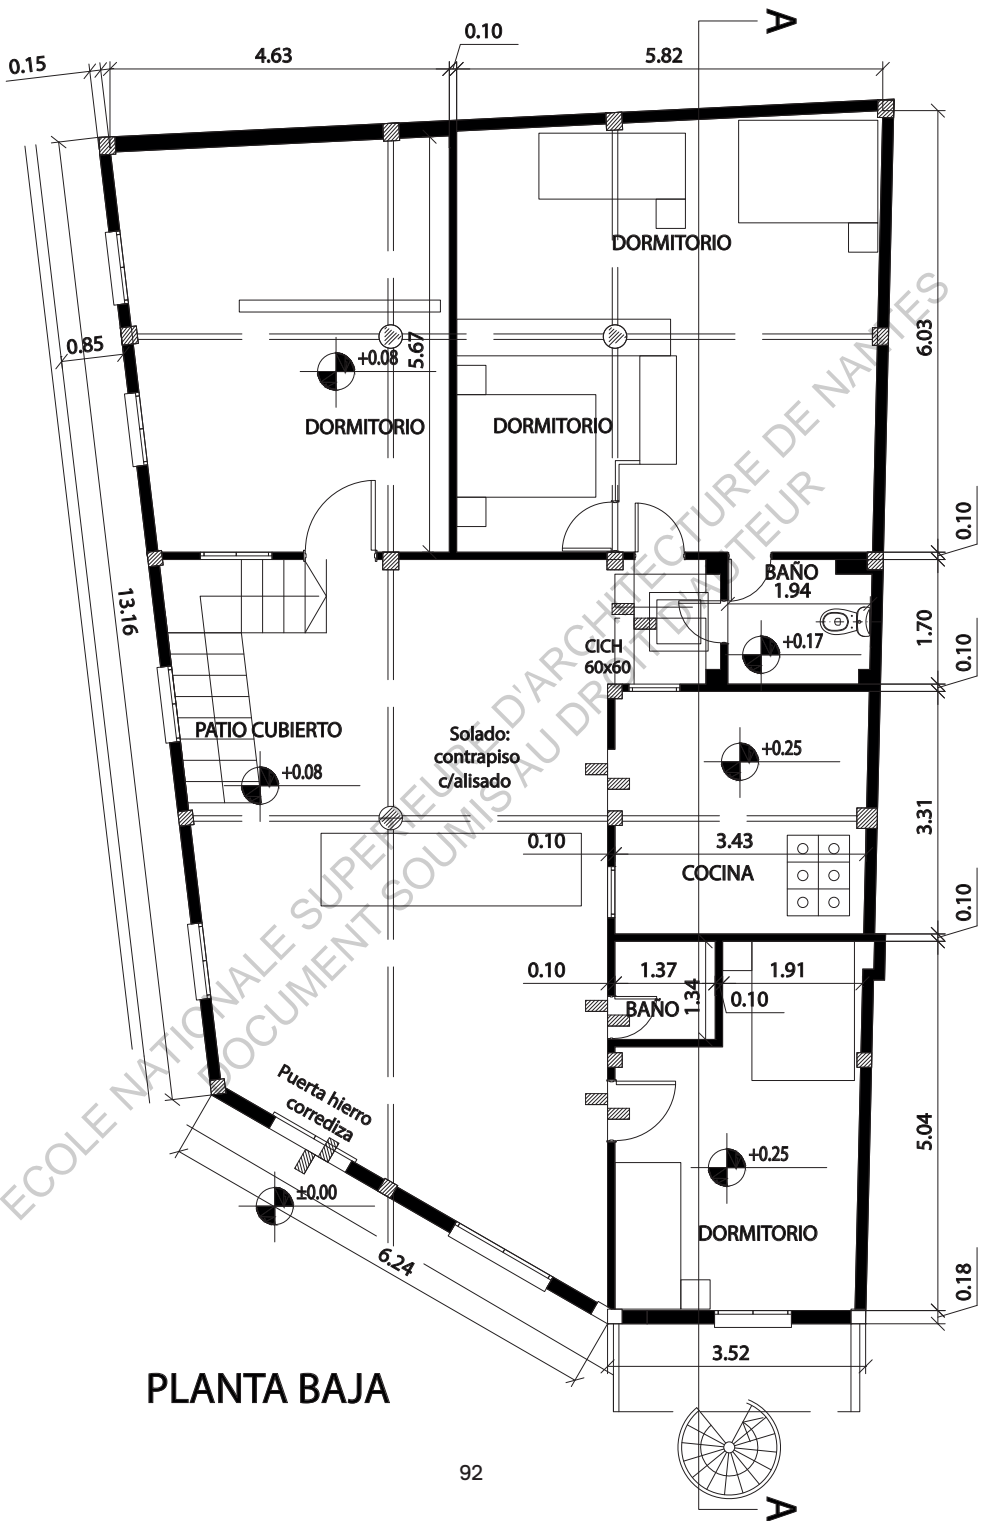 A
0.10
4.63
5.82
0.15
DORMITORIO
6.03
0.85
5.67
+0.08
DORMITORIO
DORMITORIO
0.10
BAÑO
1.94
13.16
1.70
+0.17
CICH
60x60
0.10
PATIO CUBIERTO
Solado:
contrapiso
c/alisado
+0.25
+0.08
3.31
0.10
3.43
COCINA
0.10
0.10
1.37
1.34
1.91
0.10
BAÑO
Puerta hierro
corrediza
5.04
+0.25
±0.00
DORMITORIO
6.24
0.18
3.52
PLANTA BAJA
92
A
ECOLE NATIONALE SUPERIEURE D'ARCHITECTURE DE NANTES
DOCUMENT SOUMIS AU DROIT D'AUTEUR